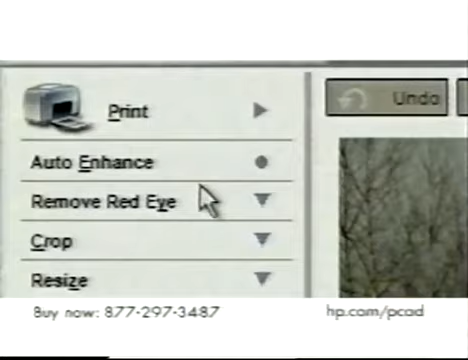 Print
Undo
Auto Enhance
Remove Red Eye
Crop
Resize
Buy now: 877-297-3487
hp.com/pcad